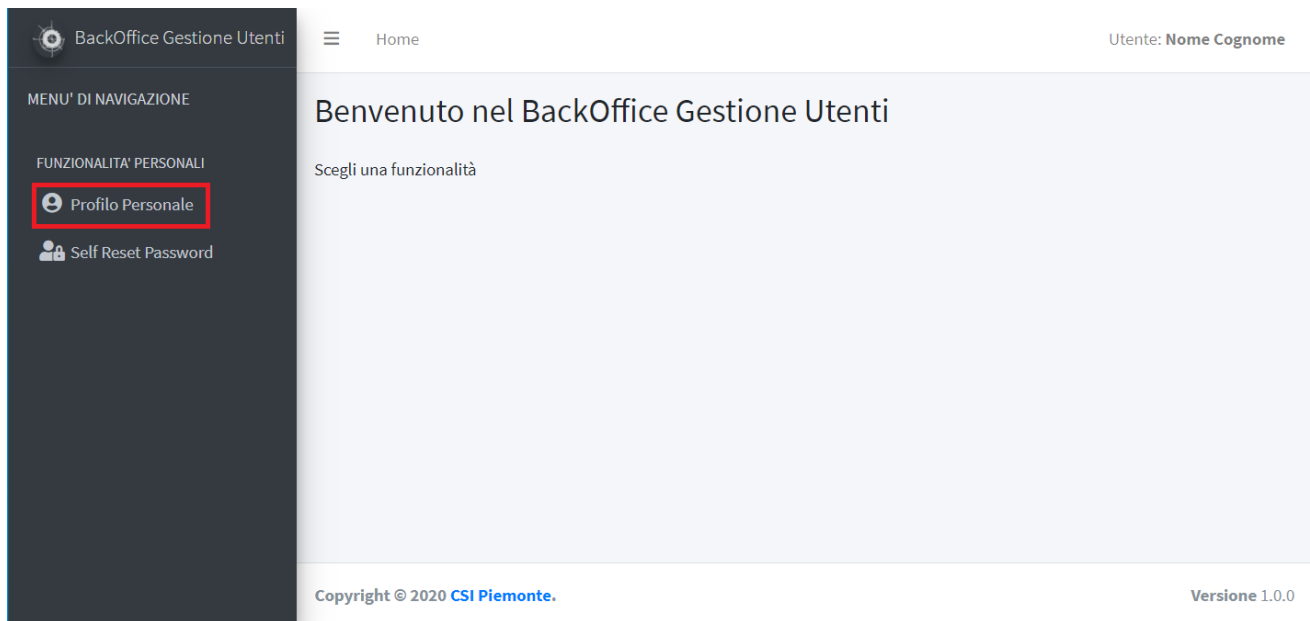 BackOffice Gestione Utenti
Home
Utente: Nome Cognome
MENU' DI NAVIGAZIONE
FUNZIONALITA' PERSONALI
Profilo Personale
Self Reset Password
Benvenuto nel BackOffice Gestione Utenti
Scegli una funzionalità
Copyright © 2020 CSI Piemonte.
Versione 1.0.0